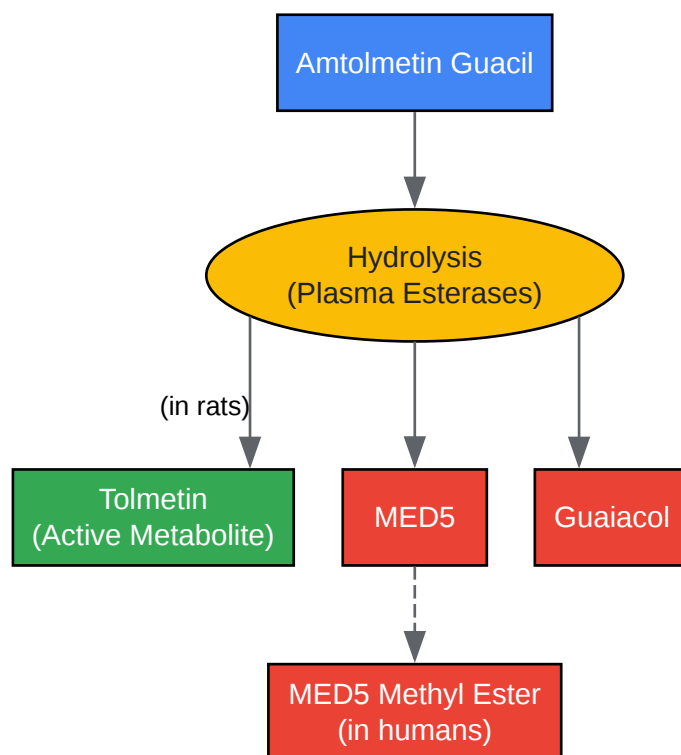 Amtolmetin Guacil
Hydrolysis
(Plasma Esterases)
(in rats)
Tolmetin
(Active Metabolite)
MED5
Guaiacol
MED5 Methyl Ester
(in humans)